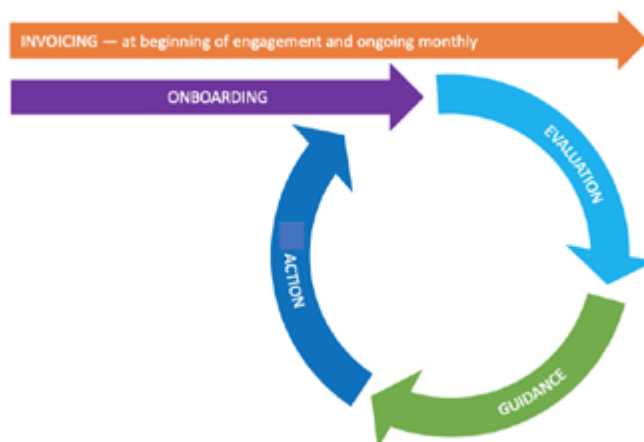 INVOICING — at beginning of engagement and ongoing monthly
ONBOARDING
EVALUATION
GUIDANCE
ACTION